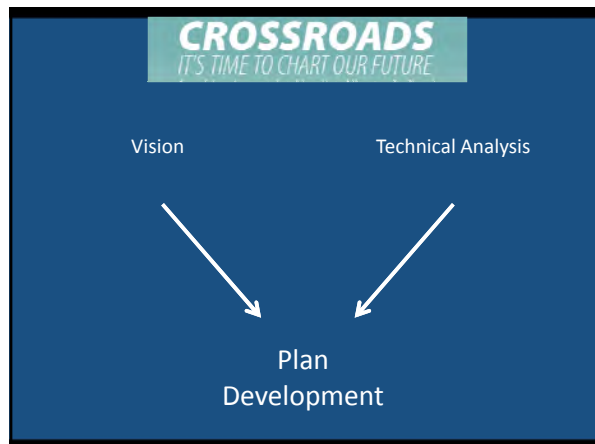 CROSSROADS
IT'S TIME TO CHART OUR FUTURE
Vision
Technical Analysis
Plan
Development